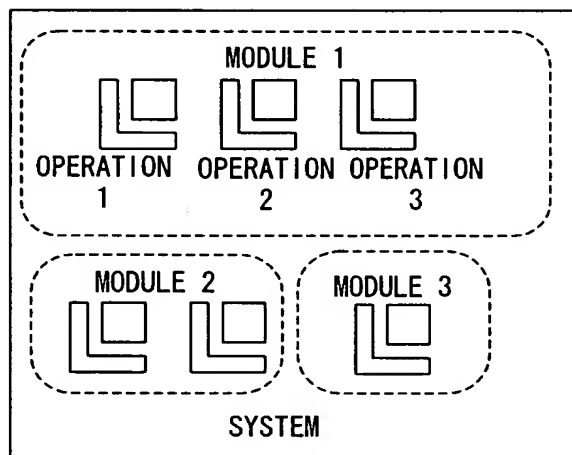 MODULE 1
OPERATION 1
OPERATION 2
OPERATION 3
MODULE 2
MODULE 3
SYSTEM